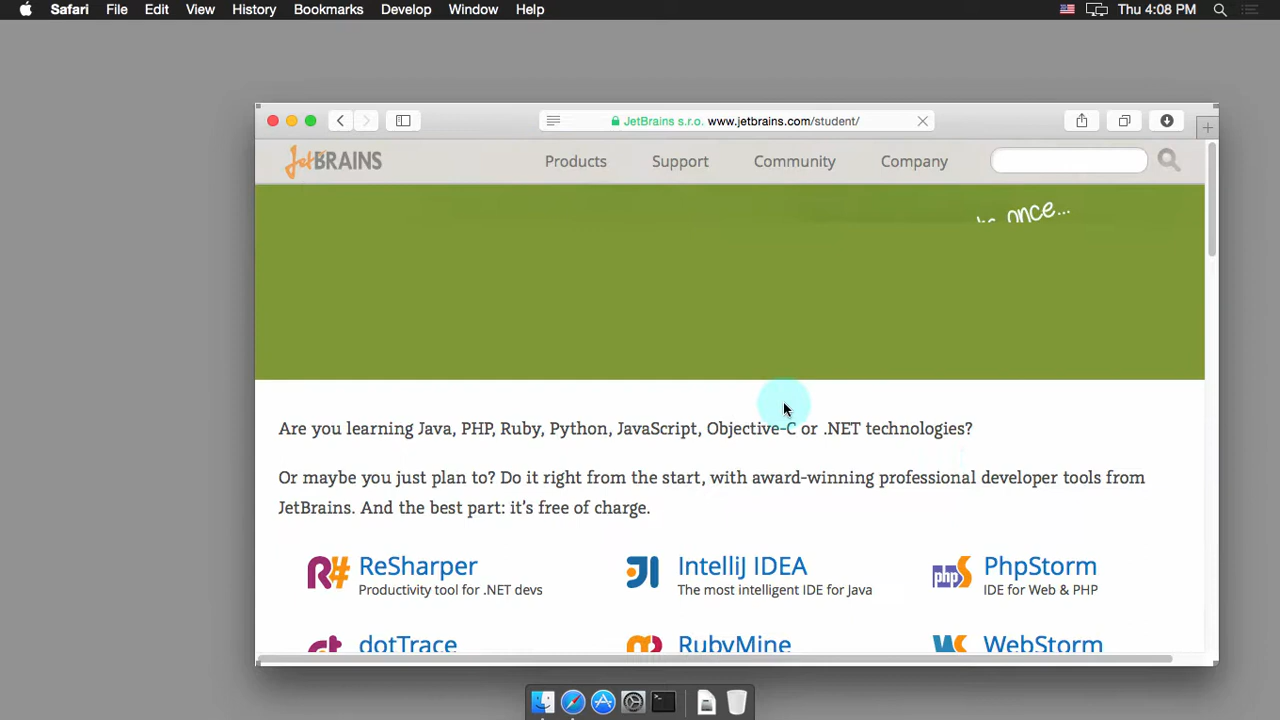 Safari File Edit View History Bookmarks Develop Window Help Thu 4:08 PM
JetBrains s.r.o. www.jetbrains.com/student/
JetBRAINS Products Support Community Company
once...
Are you learning Java, PHP, Ruby, Python, JavaScript, Objective-C or .NET technologies?
Or maybe you just plan to? Do it right from the start, with award-winning professional developer tools from
JetBrains. And the best part: it's free of charge.
R# ReSharper JI IntelliJ IDEA php PhpStorm
Productivity tool for .NET devs The most intelligent IDE for Java IDE for Web & PHP
dotTrace RubyMine WebStorm